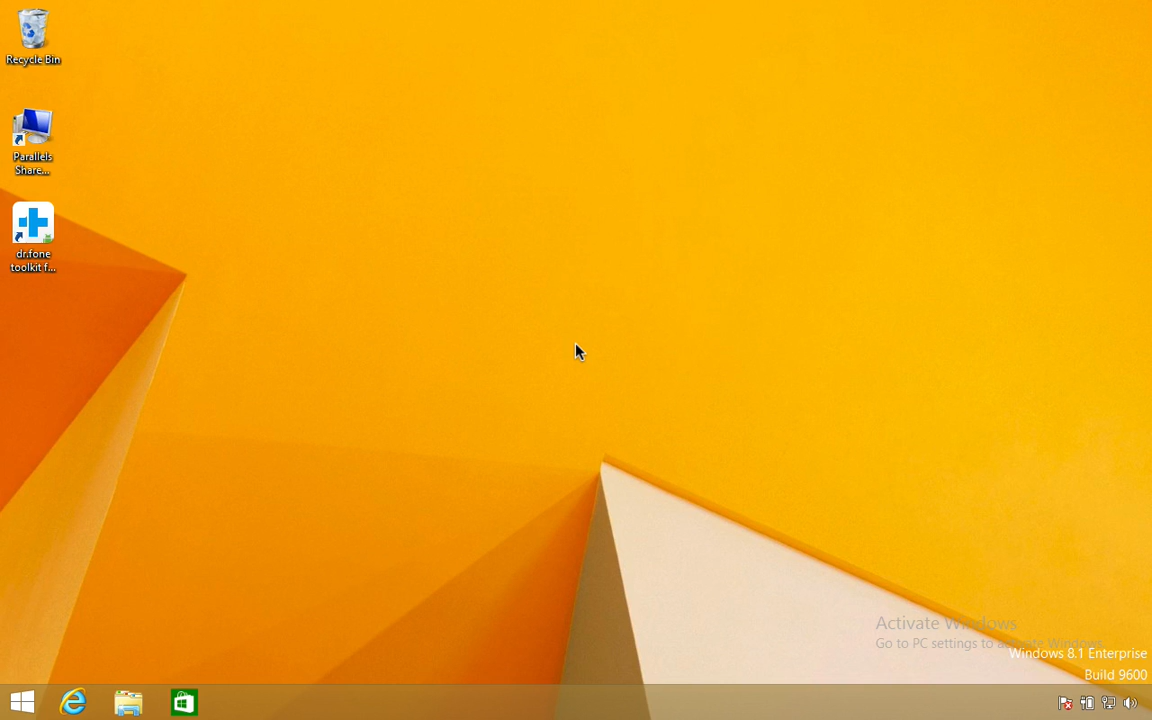 Recycle Bin
Parallels
Share...
dr.fone
toolkit f...
Activate Windows
Go to PC settings to activate Windows.
Windows 8.1 Enterprise
Build 9600